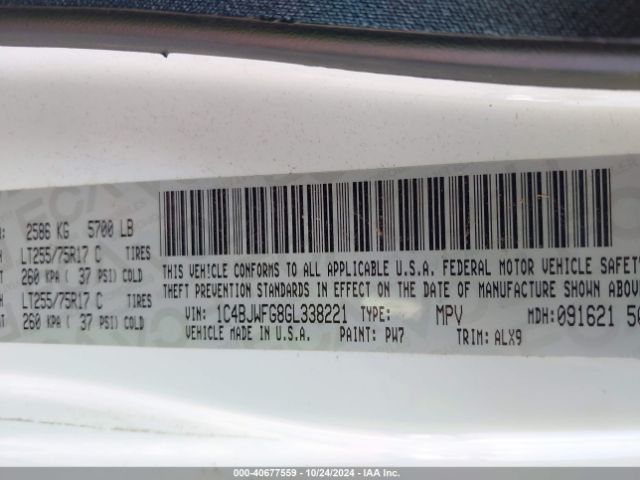 2586 KG 5700 LB
LT255/75R17 C TIRES
260 KPA ( 37 PSI) COLD
LT255/75R17 C TIRES
260 KPA ( 37 PSI) COLD
THIS VEHICLE CONFORMS TO ALL APPLICABLE U.S.A. FEDERAL MOTOR VEHICLE SAFETY
THEFT PREVENTION STANDARDS IN EFFECT ON THE DATE OF MANUFACTURE SHOWN ABOVE
VIN: 1C4BJWFG8GL338221 TYPE: MPV MDH:091621
VEHICLE MADE IN U.S.A. PAINT: PW7 TRIM: ALX9
000-40677559 • 10/24/2024 • IAA Inc.